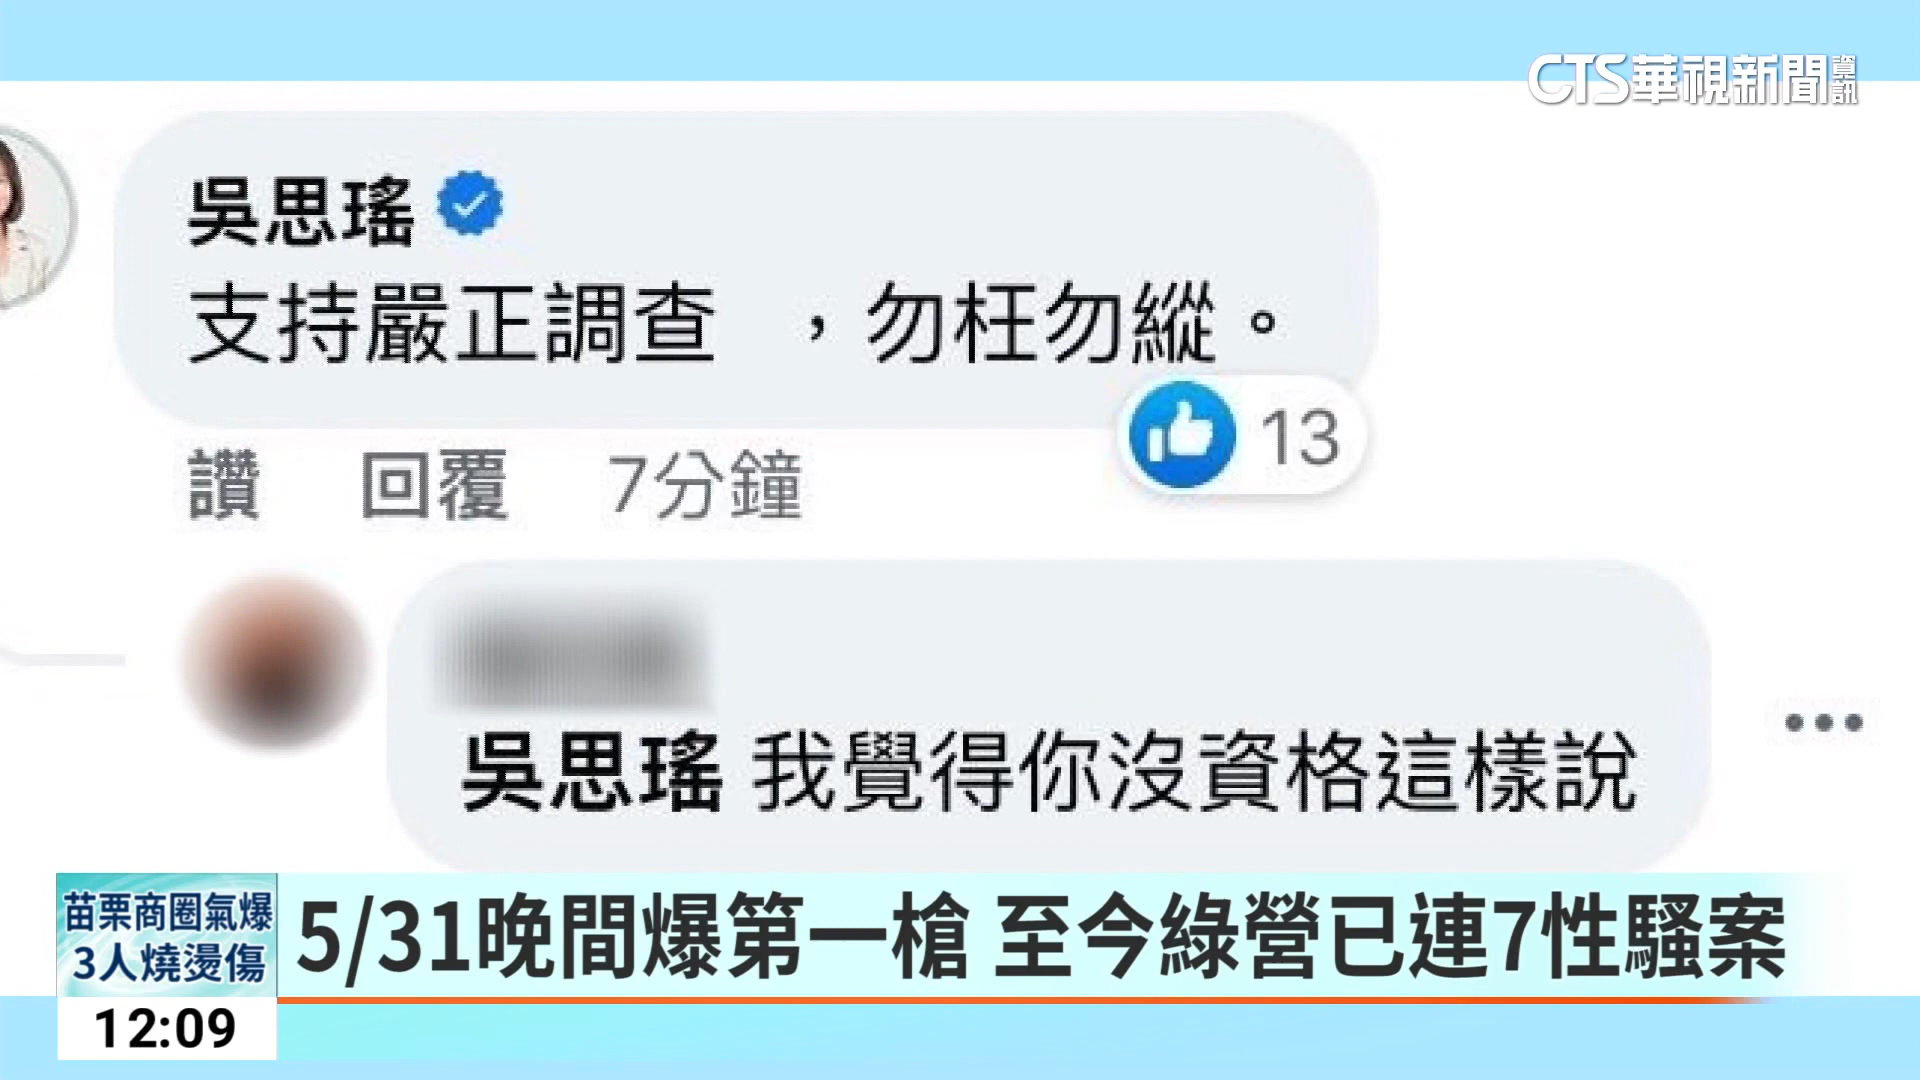 CTS華視新聞資訊
吳思瑤
支持嚴正調查 ，勿枉勿縱。
13
讚 回覆 7分鐘
吳思瑤 我覺得你沒資格這樣說
苗栗商圈氣爆
3人燒燙傷
5/31晚間爆第一槍 至今綠營已連7性騷案
12:09